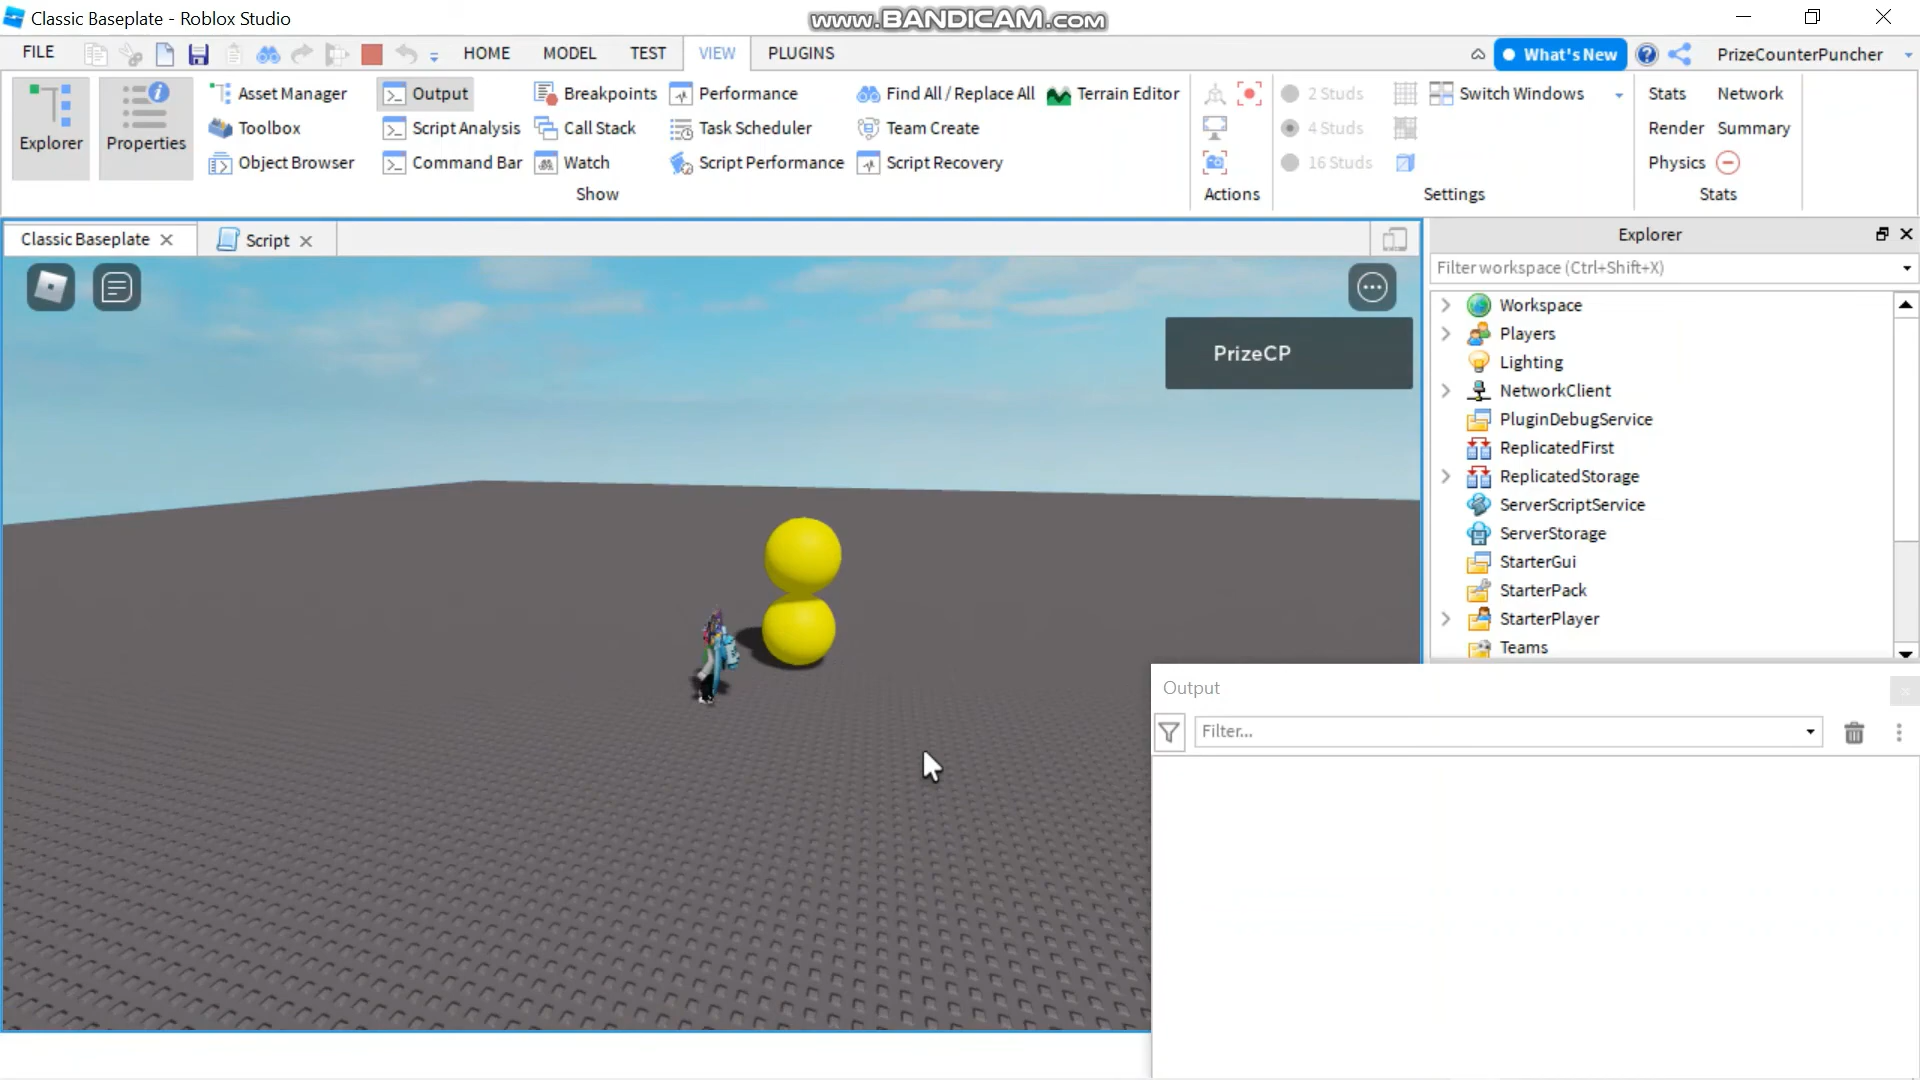 Classic Baseplate - Roblox Studio
www.BANDICAM.com
FILE
HOME
MODEL
TEST
VIEW
PLUGINS
What's New
PrizeCounterPuncher
Explorer
Properties
Asset Manager
Toolbox
Object Browser
Output
Script Analysis
Command Bar
Breakpoints
Call Stack
Watch
Performance
Task Scheduler
Script Performance
Find All / Replace All
Team Create
Script Recovery
Terrain Editor
Show
Actions
2 Studs
4 Studs
16 Studs
Switch Windows
Settings
Stats
Network
Render
Summary
Physics
Stats
Classic Baseplate
Script
PrizeCP
Explorer
Filter workspace (Ctrl+Shift+X)
Workspace
Players
Lighting
NetworkClient
PluginDebugService
ReplicatedFirst
ReplicatedStorage
ServerScriptService
ServerStorage
StarterGui
StarterPack
StarterPlayer
Teams
Output
Filter...